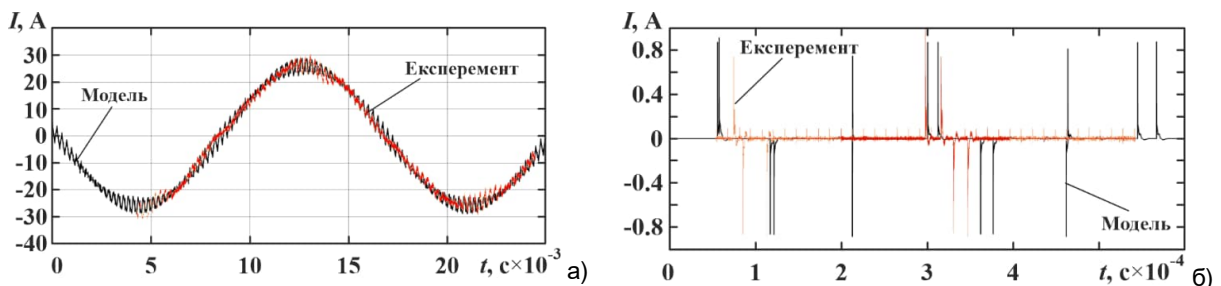 I, А
30
20
10
0
-10
-20
-30
-40
Модель
Експеремент
5
10
15
20
t, с×10⁻³
а)
I, А
0.8
0.4
0
-0.4
-0.8
Експеремент
Модель
0
1
2
3
4
t, с×10⁻⁴
б)